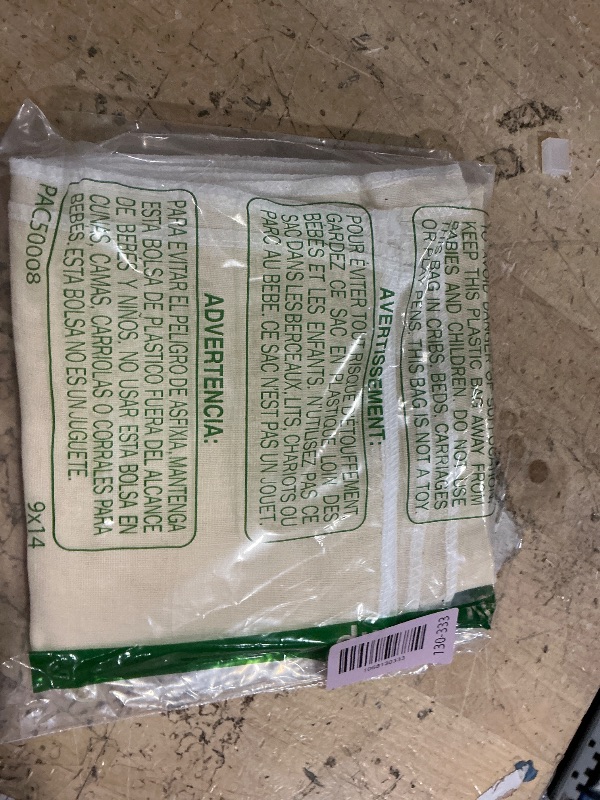 KEEP THIS PLASTIC BAG AWAY FROM
BABIES AND CHILDREN. DO NOT USE
THIS BAG IN CRIBS, BEDS, CARRIAGES
OR PLAY PENS. THIS BAG IS NOT A TOY.
AVERTISSEMENT:
POUR ÉVITER TOUT RISQUE D'ÉTOUFFEMENT,
GARDEZ CE SAC EN PLASTIQUE LOIN DES
BEBÉS ET LES ENFANTS. N'UTILISEZ PAS CE
SAC DANS LES BERCEAUX, LITS, CHARIOTS OU
PARC AU BEBE. CE SAC N'EST PAS UN JOUET.
ADVERTENCIA:
PARA EVITAR EL PELIGRO DE ASFIXIA, MANTENGA
ESTA BOLSA DE PLASTICO FUERA DEL ALCANCE
DE BEBES Y NIÑOS. NO USAR ESTA BOLSA EN
CUNAS, CAMAS, CARRIOLAS O CORRALES PARA
BEBES. ESTA BOLSA NO ES UN JUGUETE.
PAC50008
9x14
730-333